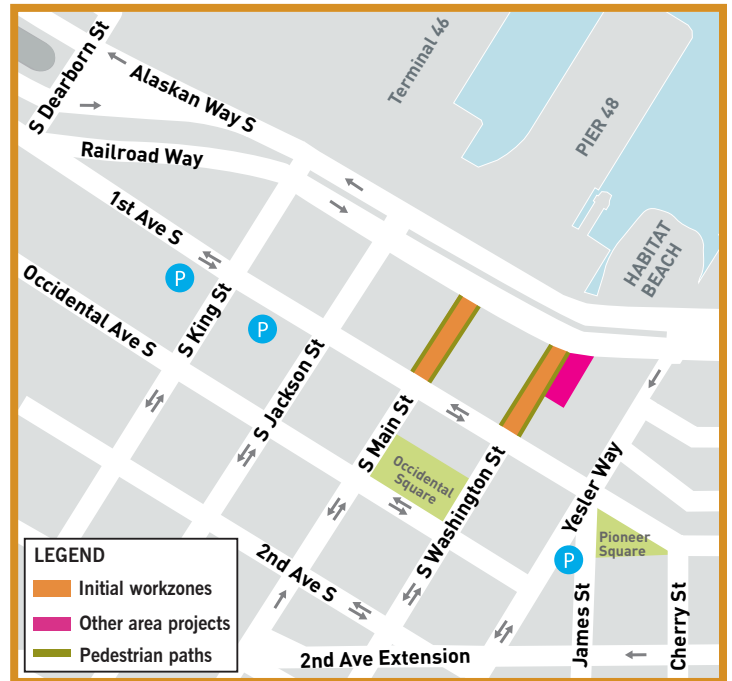 S Dearborn St
Alaskan Way S
Terminal 46
PIER 48
Railroad Way
1st Ave S
HABITAT
BEACH
Occidental Ave S
P
S King St
P
S Jackson St
S Main St
Occidental
Square
S Washington St
Yesler Way
Pioneer
Square
P
2nd Ave S
James St
Cherry St
2nd Ave Extension
LEGEND
Initial workzones
Other area projects
Pedestrian paths